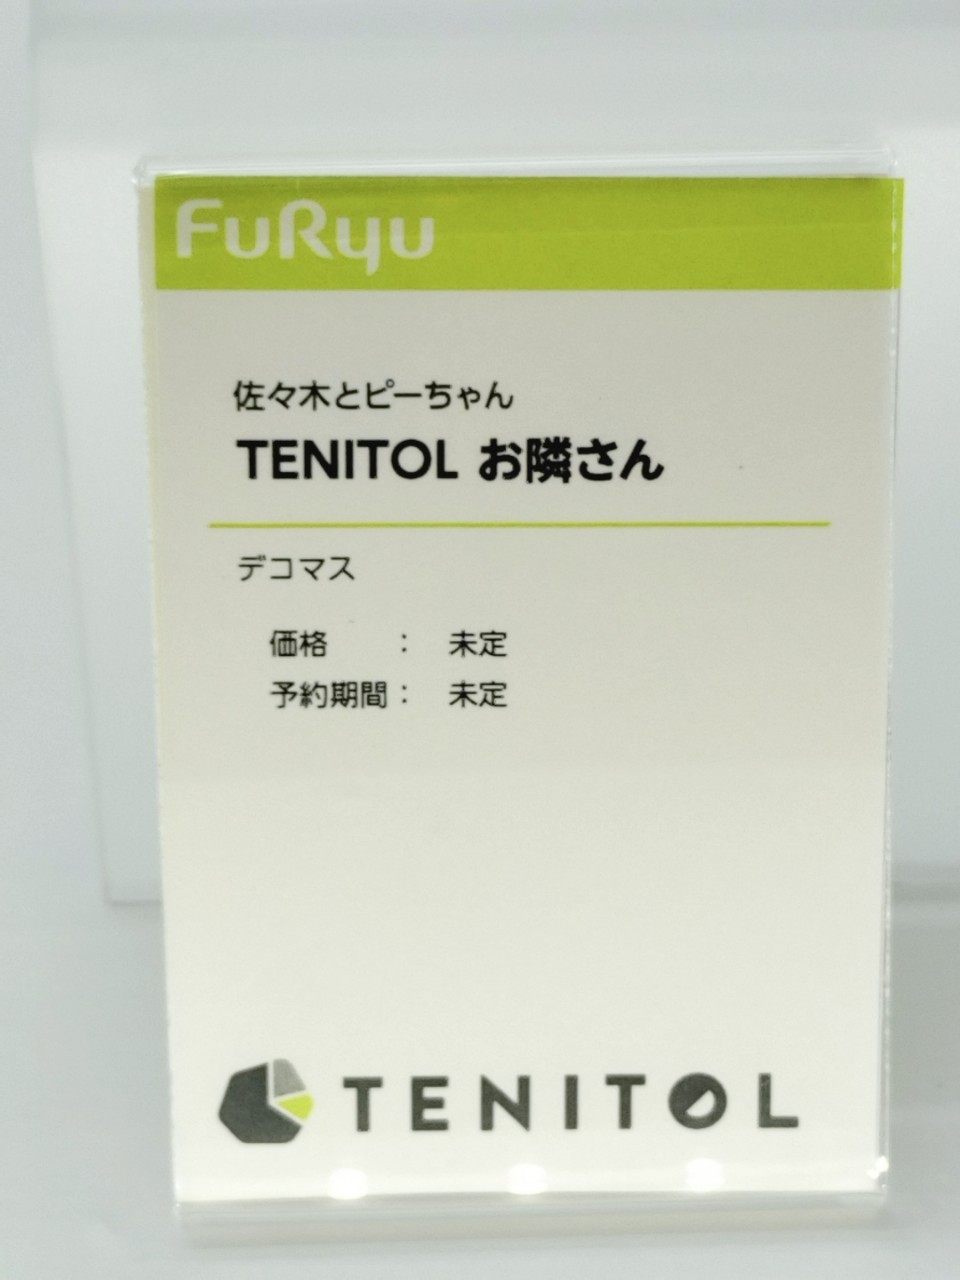 FuRyu
佐々木とピーちゃん
TENITOL お隣さん
デコマス
価格 : 未定
予約期間 : 未定
TENITOL